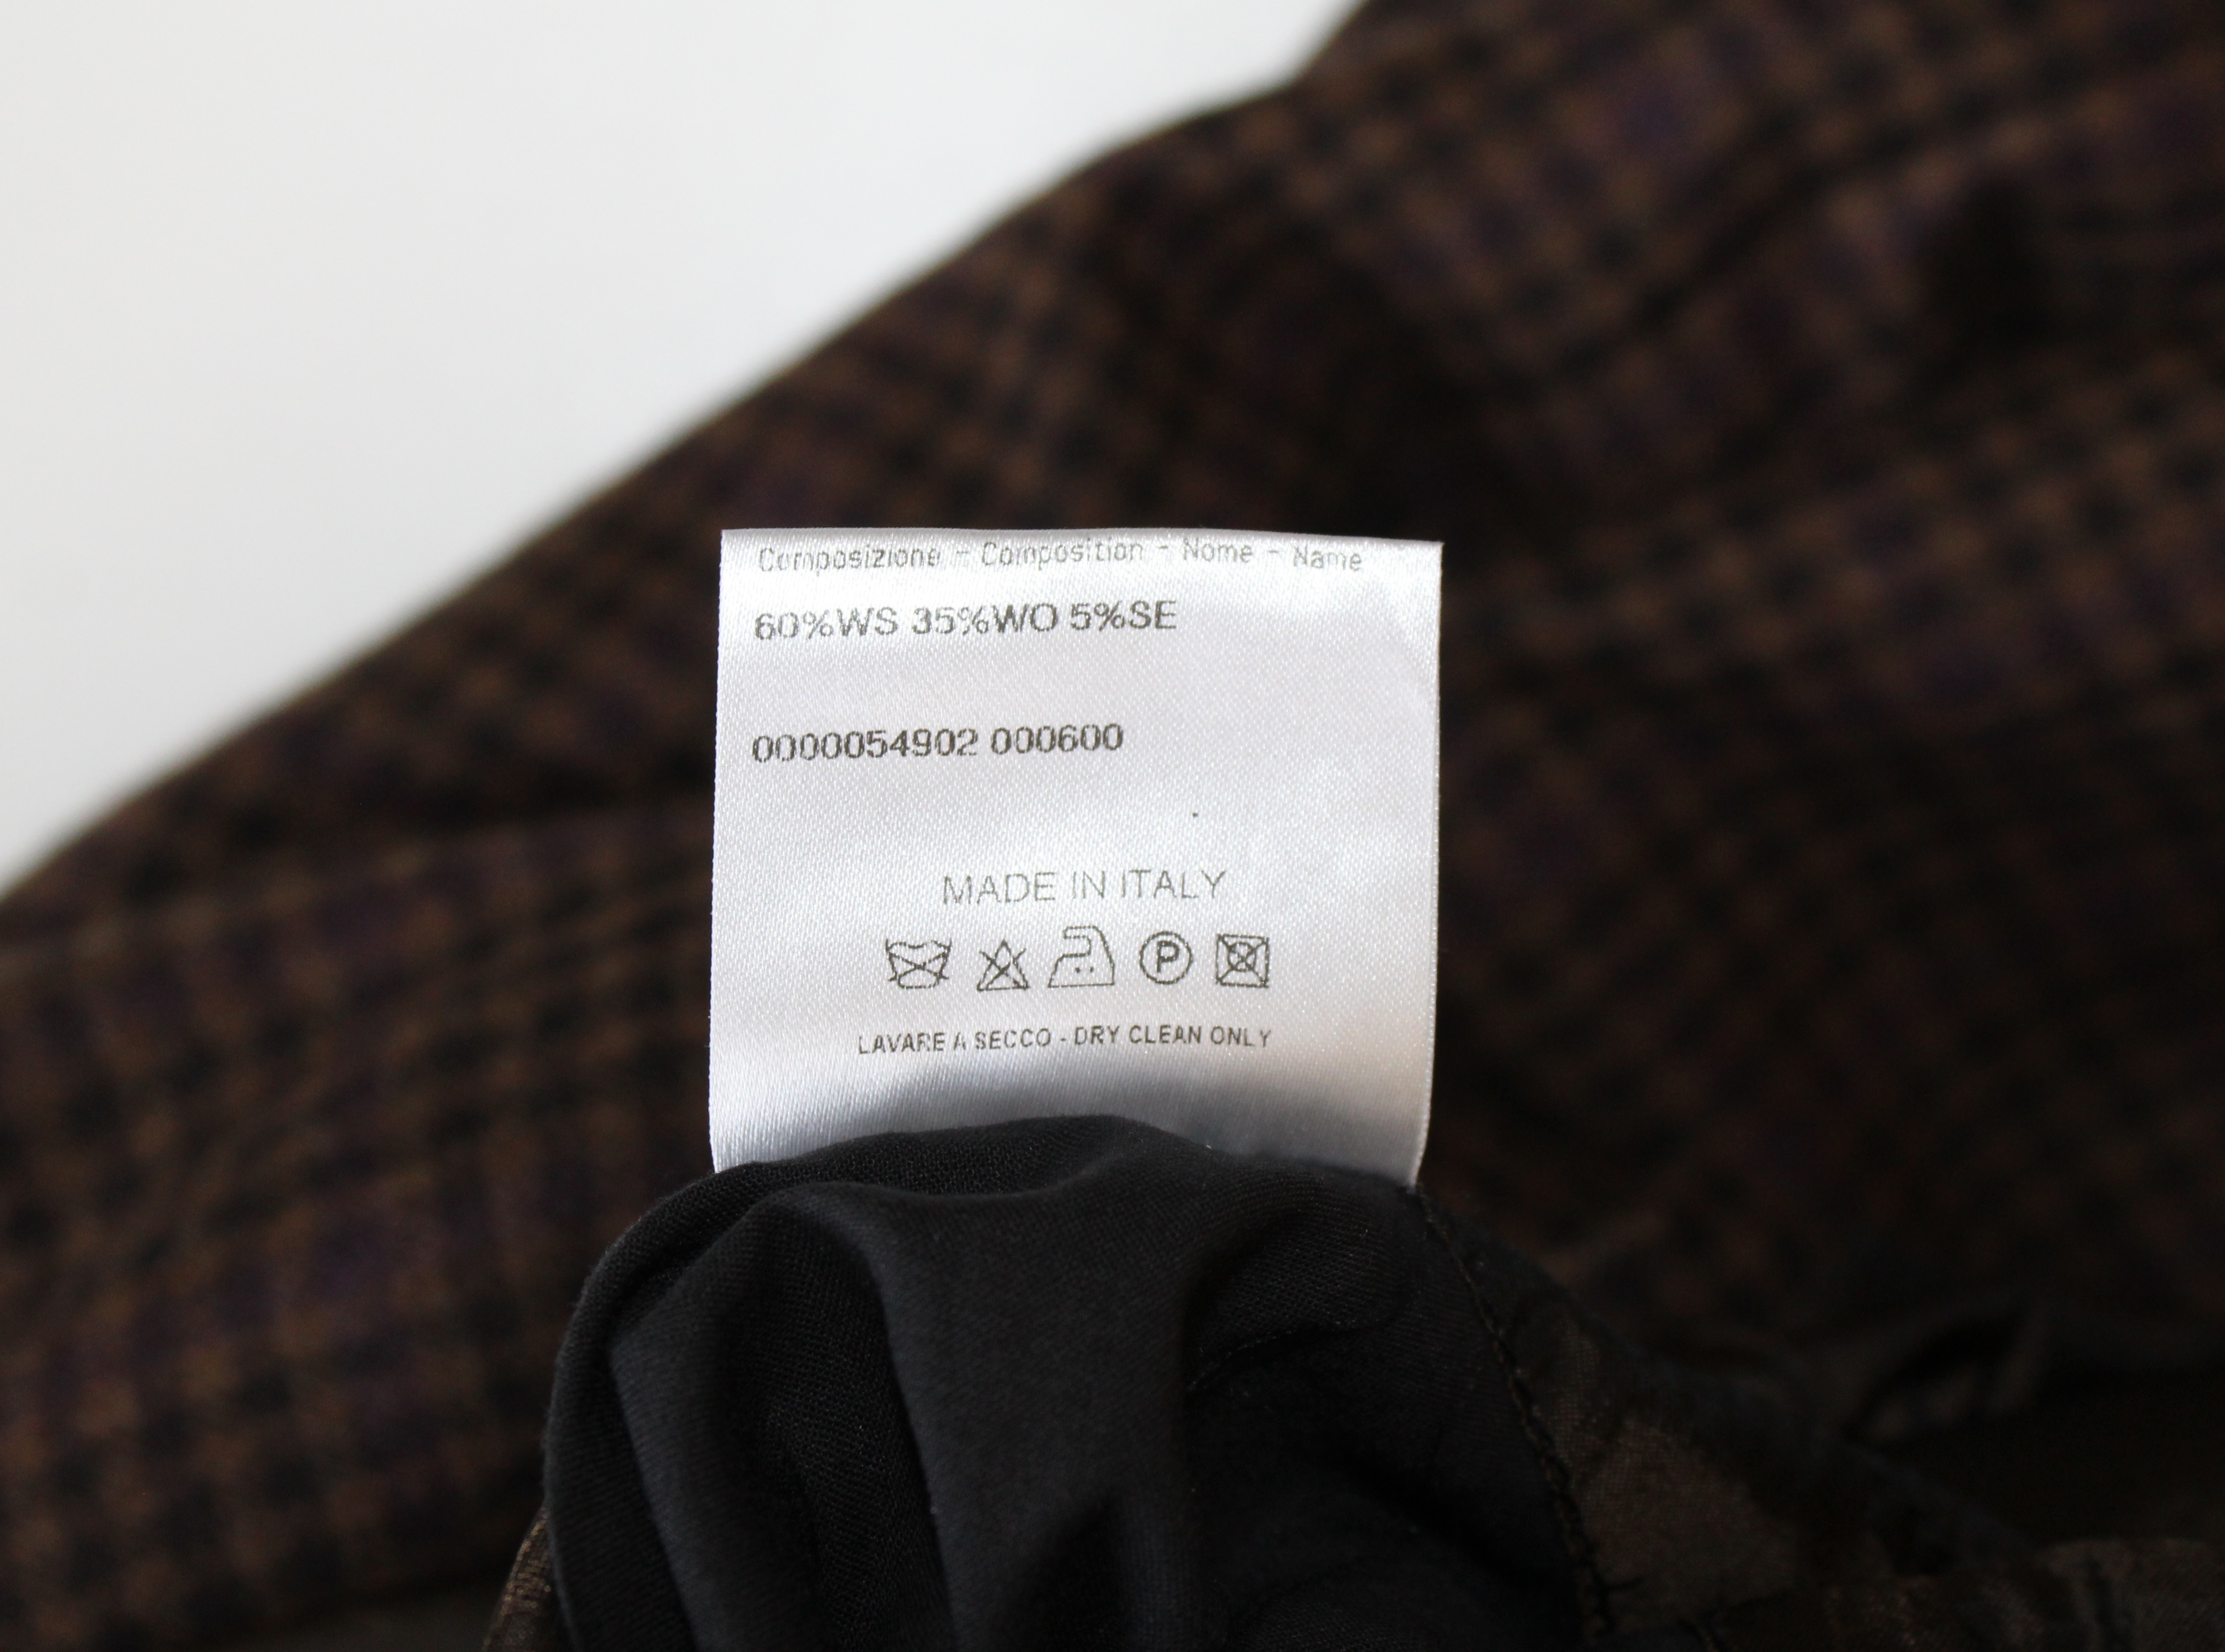 Composizione - Composition - Nome - Name
60%WS 35%WO 5%SE
0000054902 000600
MADE IN ITALY
P
LAVARE A SECCO - DRY CLEAN ONLY